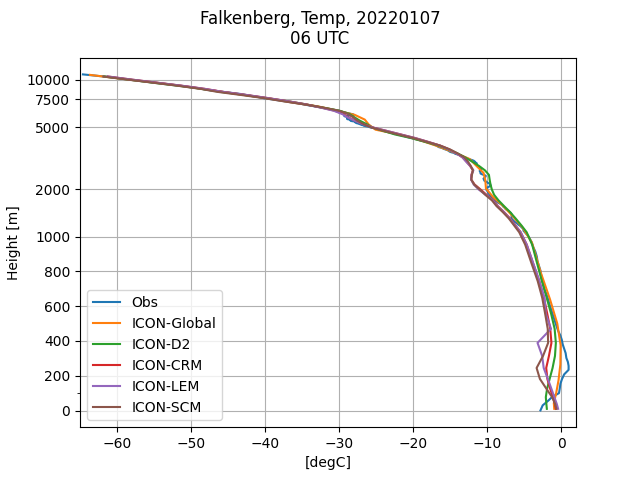 Falkenberg, Temp, 20220107
06 UTC
10000
7500
5000
2000
1000
800
600
400
200
0
Height [m]
Obs
ICON-Global
ICON-D2
ICON-CRM
ICON-LEM
ICON-SCM
−60 −50 −40 −30 −20 −10 0
[degC]